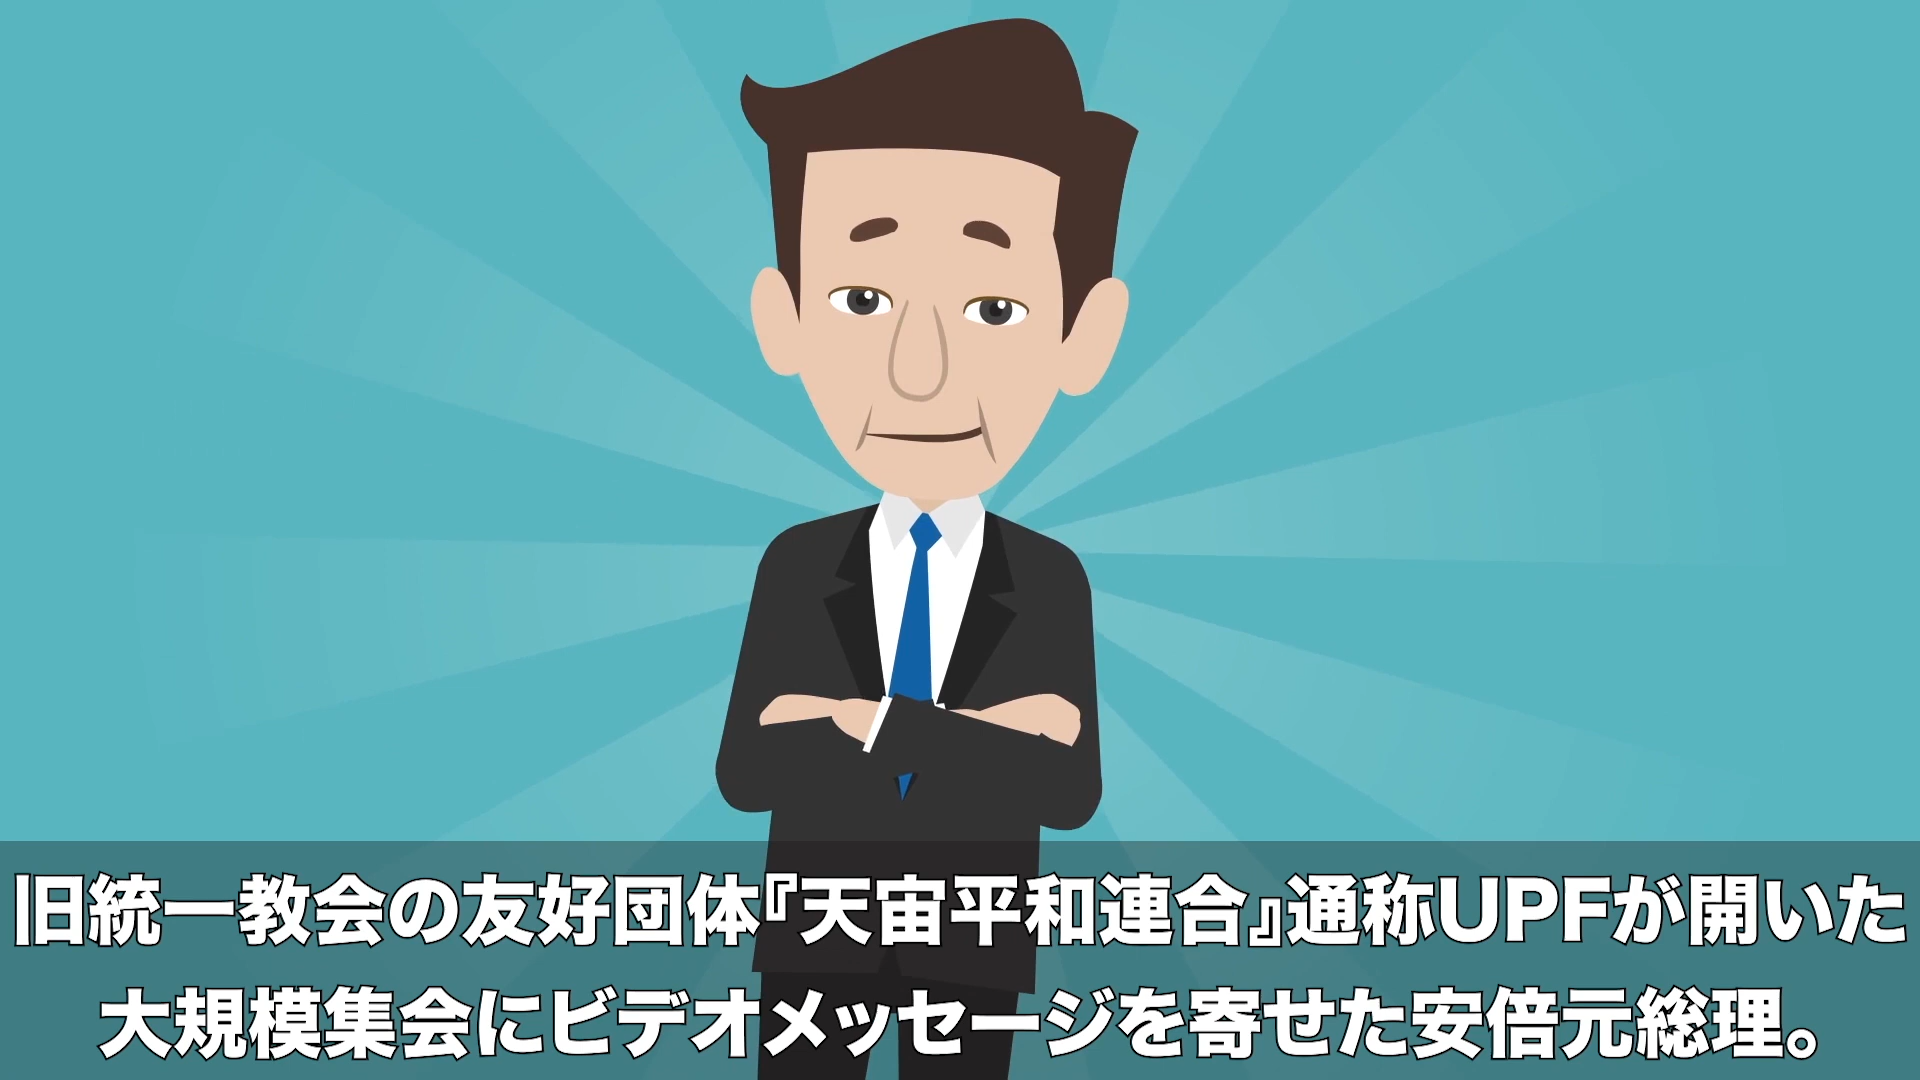 旧統一教会の友好団体『天宙平和連合』通称UPFが開いた
大規模集会にビデオメッセージを寄せた安倍元総理。